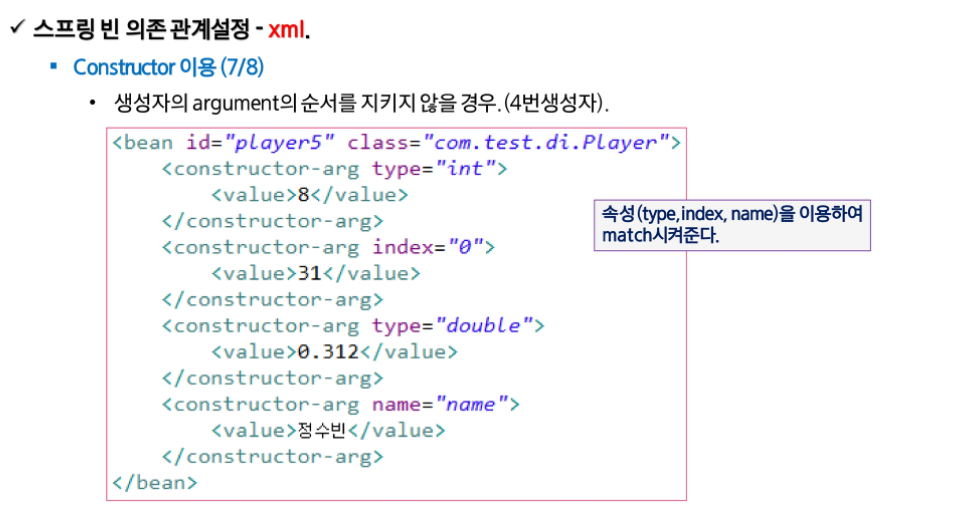 ✓ 스프링 빈 의존 관계설정 - xml.
▪ Constructor 이용 (7/8)
• 생성자의 argument의 순서를 지키지 않을 경우. (4번생성자).
<bean id="player5" class="com.test.di.Player">
<constructor-arg type="int">
<value>8</value>
</constructor-arg>
<constructor-arg index="0">
<value>31</value>
</constructor-arg>
<constructor-arg type="double">
<value>0.312</value>
</constructor-arg>
<constructor-arg name="name">
<value>정수빈</value>
</constructor-arg>
</bean>
속성(type,index, name)을 이용하여
match시켜준다.